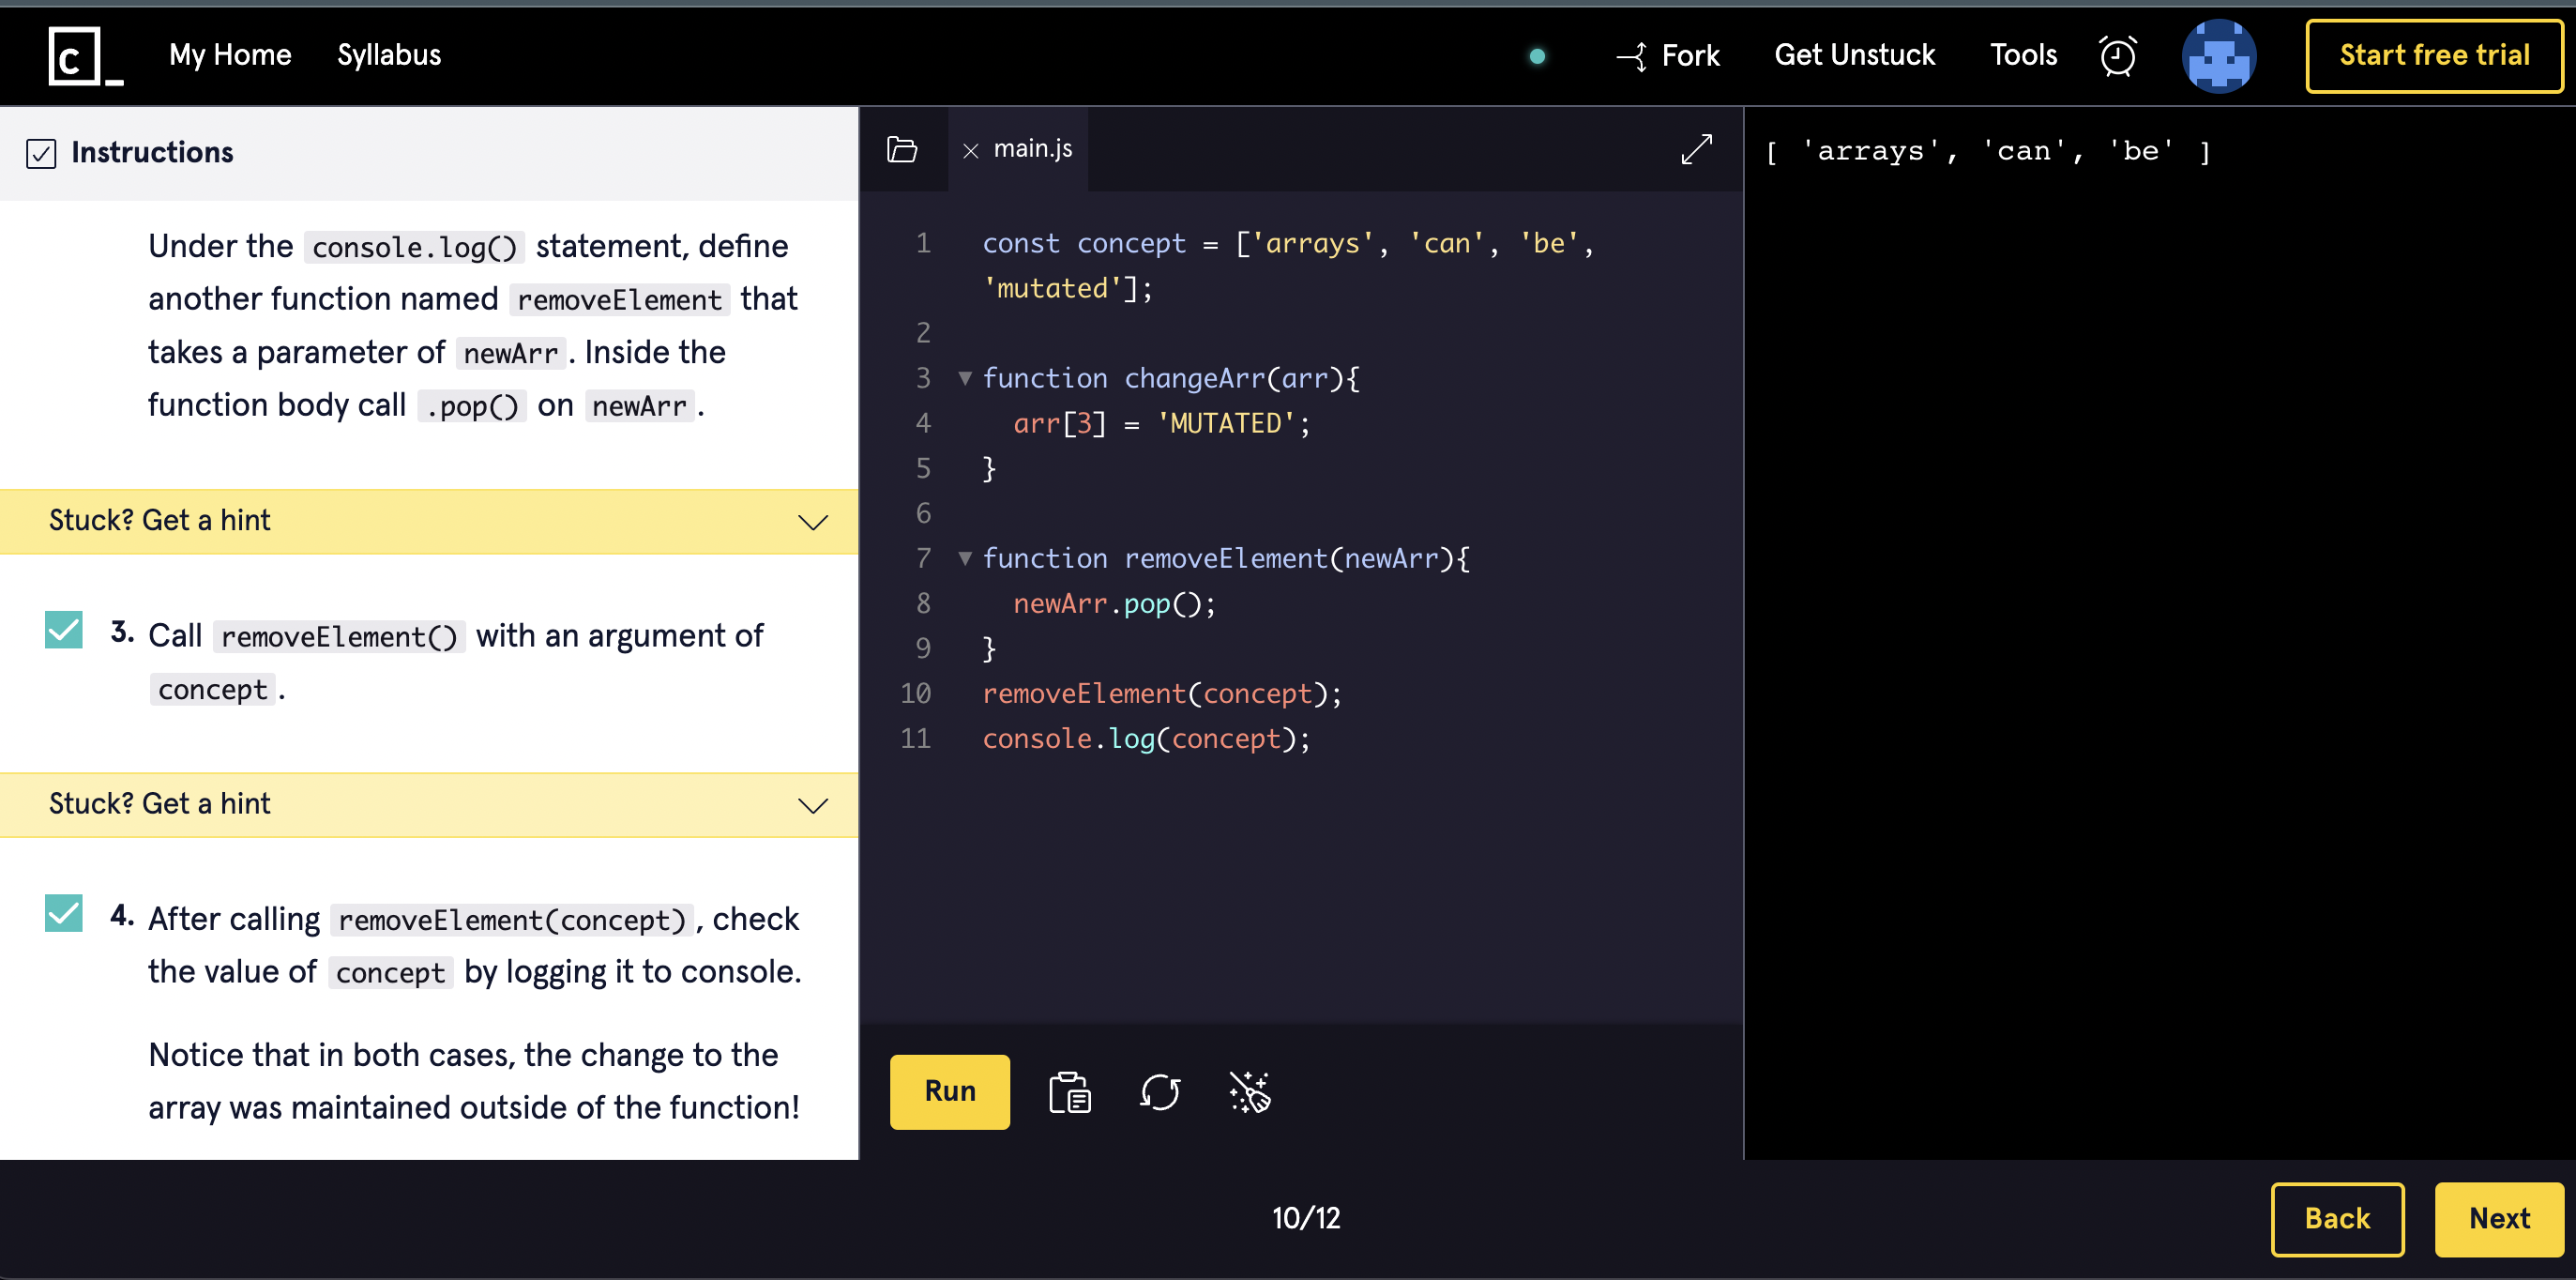 c_ My Home Syllabus Fork Get Unstuck Tools Start free trial
Instructions
Under the console.log() statement, define
another function named removeElement that
takes a parameter of newArr. Inside the
function body call .pop() on newArr.
Stuck? Get a hint
3. Call removeElement() with an argument of
concept.
Stuck? Get a hint
4. After calling removeElement(concept), check
the value of concept by logging it to console.
Notice that in both cases, the change to the
array was maintained outside of the function!
main.js
1 const concept = ['arrays', 'can', 'be',
'mutated'];
2
3 function changeArr(arr){
4 arr[3] = 'MUTATED';
5 }
6
7 function removeElement(newArr){
8 newArr.pop();
9 }
10 removeElement(concept);
11 console.log(concept);
Run
[ 'arrays', 'can', 'be' ]
10/12
Back Next